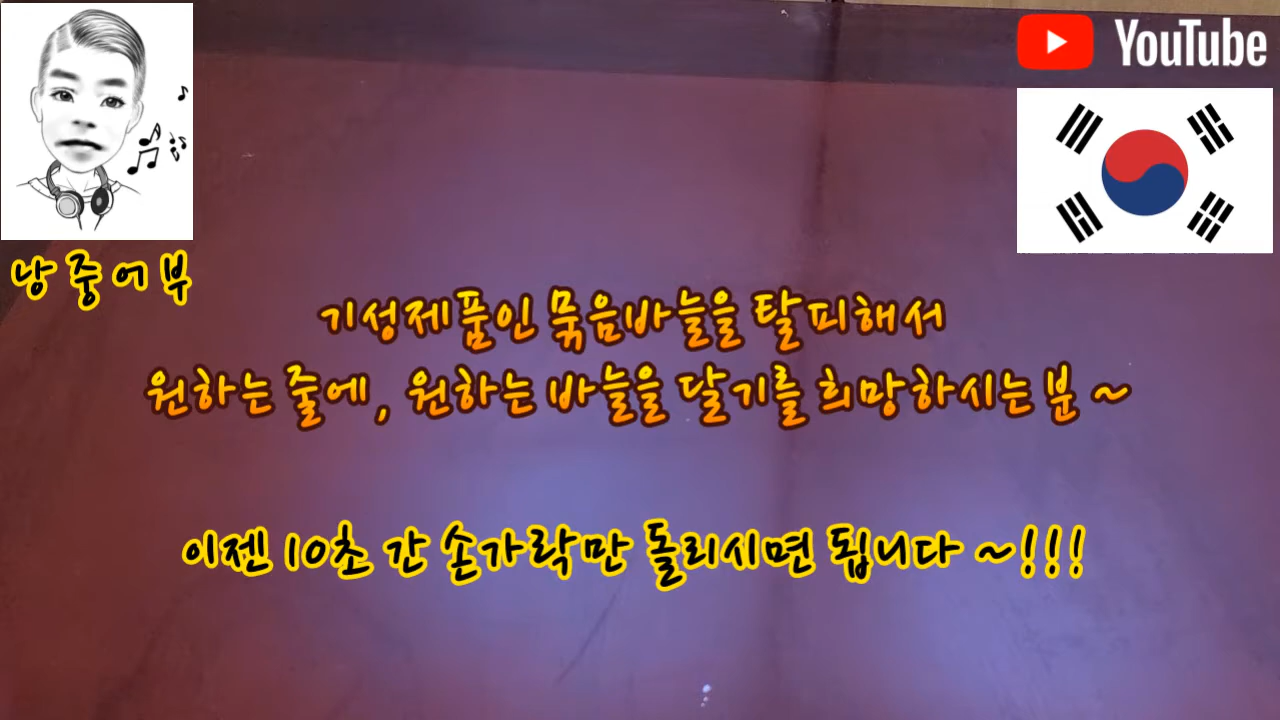 YouTube
낭중어부
기성제품인 묶음바늘을 탈피해서
원하는 줄에, 원하는 바늘을 달기를 희망하시는 분 ~
이젠 10초 간 손가락만 돌리시면 됩니다 ~!!!